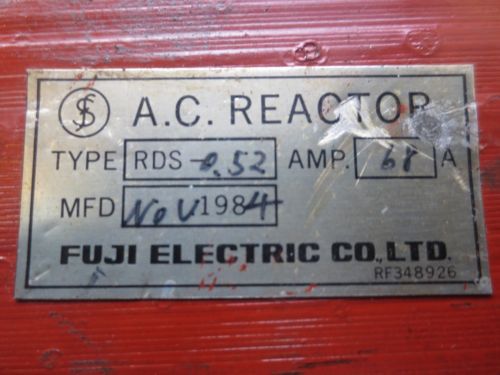 A.C. REACTOR
TYPE RDS-0.52 AMP. 68 A
MFD Nov 1984
FUJI ELECTRIC CO., LTD.
RF348926